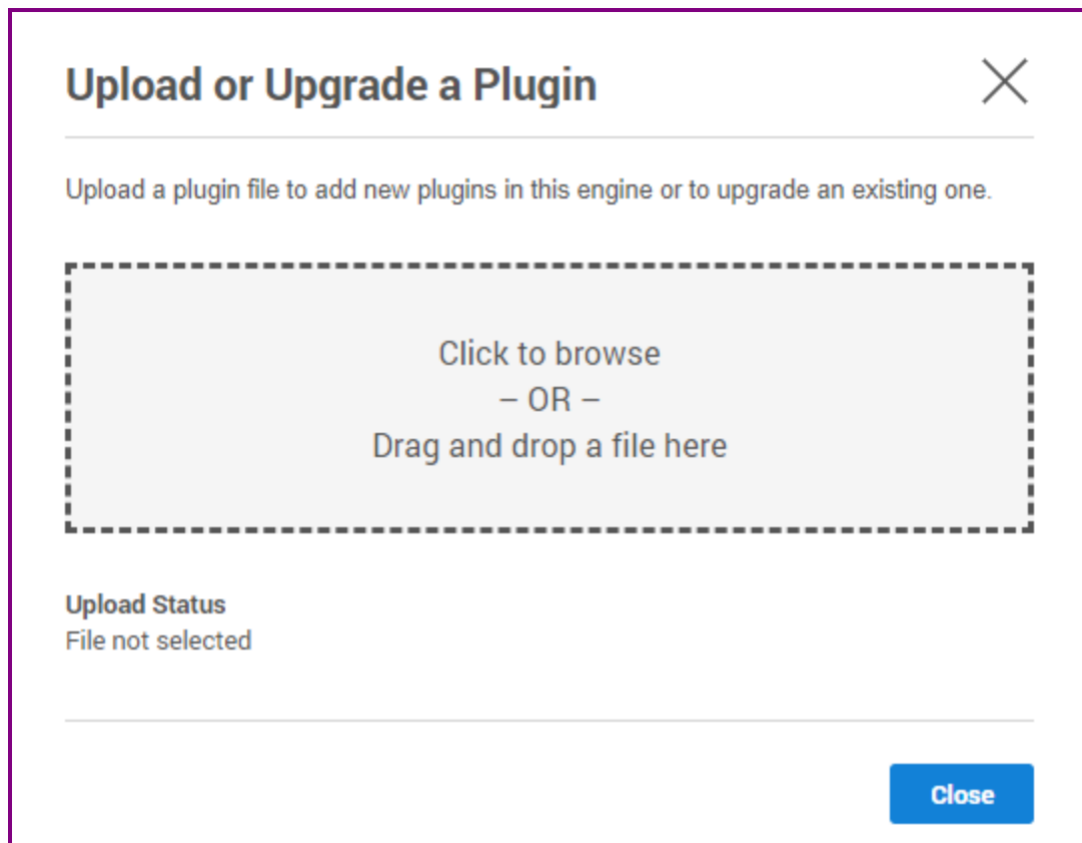 Upload or Upgrade a Plugin
Upload a plugin file to add new plugins in this engine or to upgrade an existing one.
Click to browse
– OR –
Drag and drop a file here
Upload Status
File not selected
Close